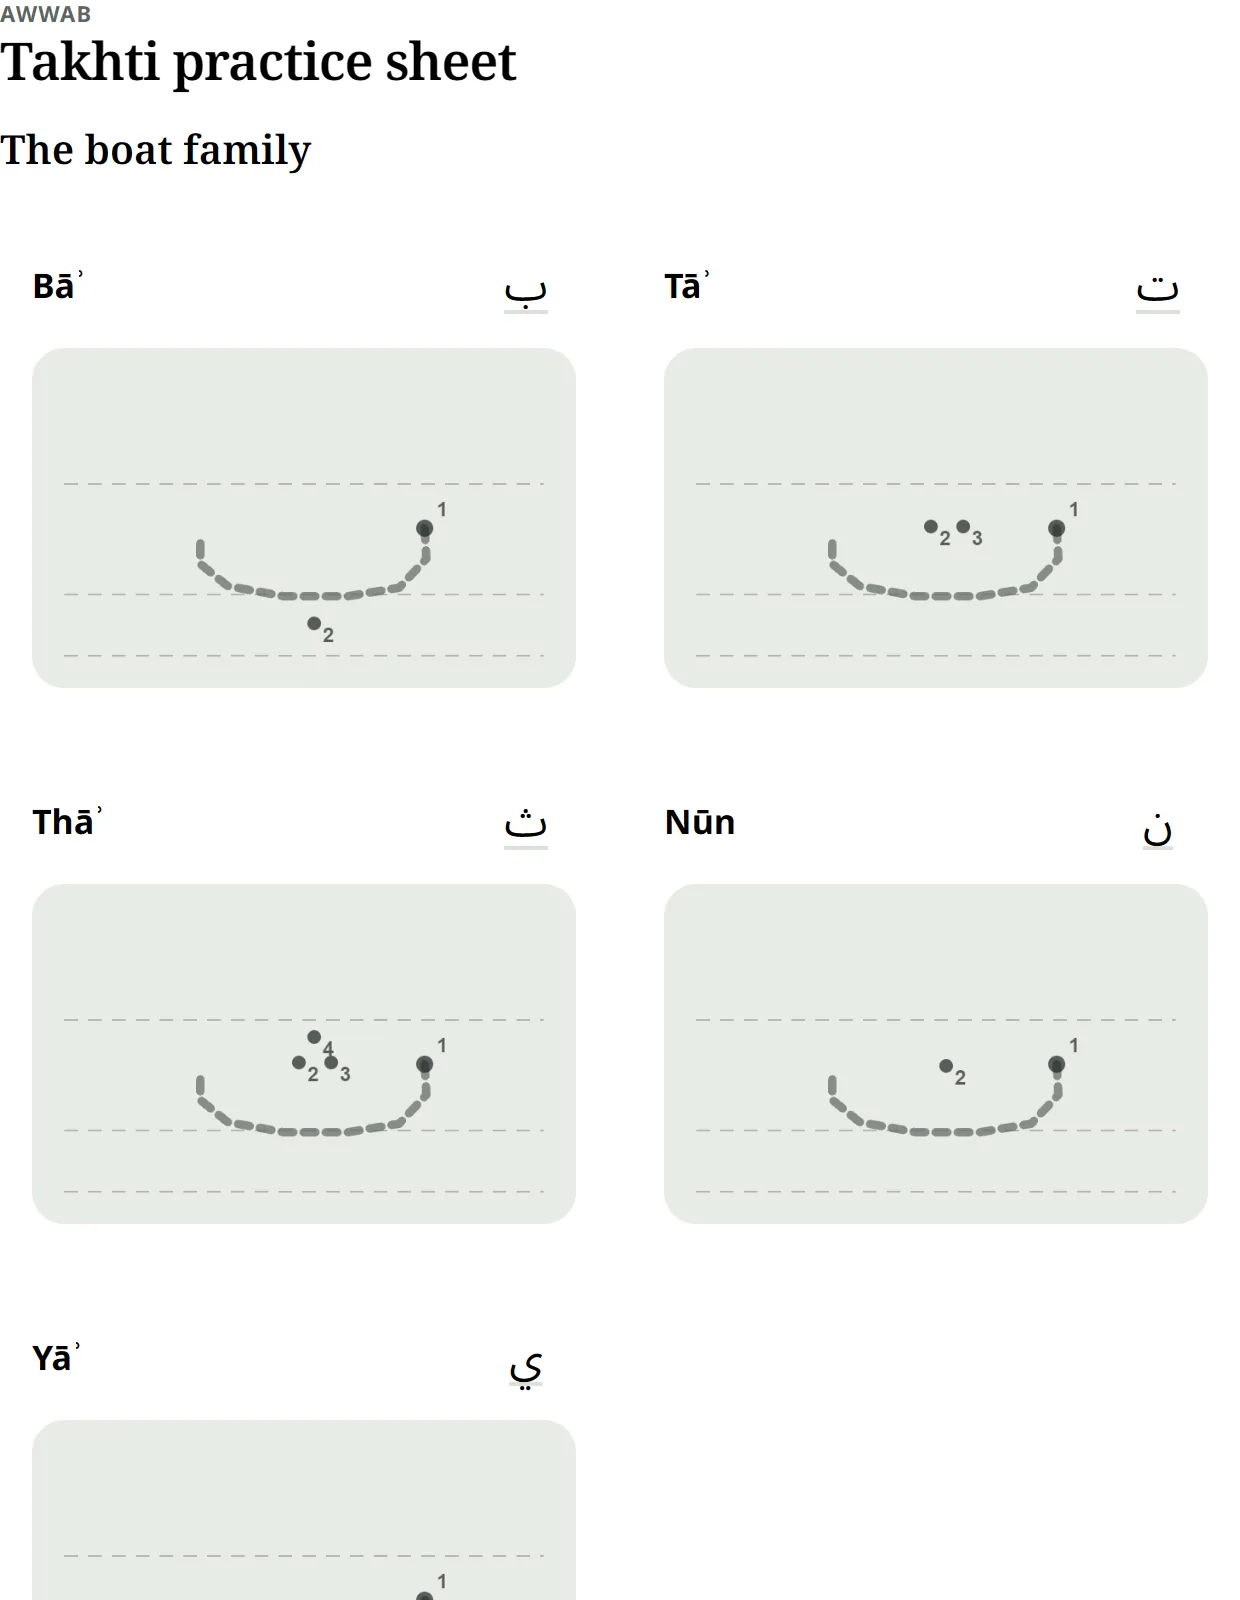 AWWAB
Takhti practice sheet
The boat family
Bāʾ ب
Tāʾ ت
1
2
2 3 1
Thāʾ ث
Nūn ن
4 1
2 3
1
2
Yāʾ ي
1